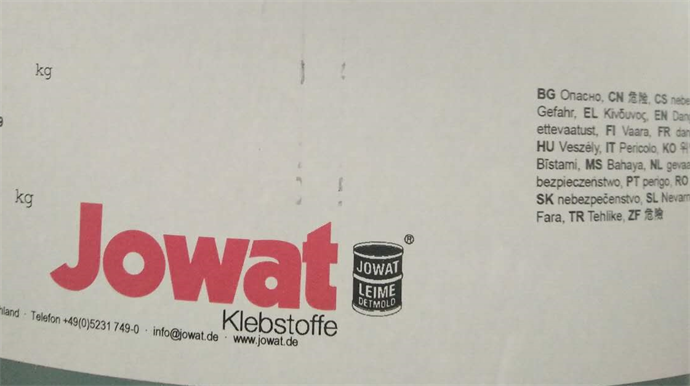 kg
9
kg
Jowat
Klebstoffe
®
JOWAT
LEIME
DETMOLD
Telefon +49(0)5231 749-0 · info@jowat.de · www.jowat.de
BG Опасно, CN 危險, CS
Gefahr, EL Κίνδυνος, EN
ettevaatust, FI Vaara, FR
HU Veszély, IT Pericolo, KO
Bīstami, MS Bahaya, NL
bezpieczeństwo, PT perigo, RO
SK nebezpečenstvo, SL
Fara, TR Tehlike, ZF 危險